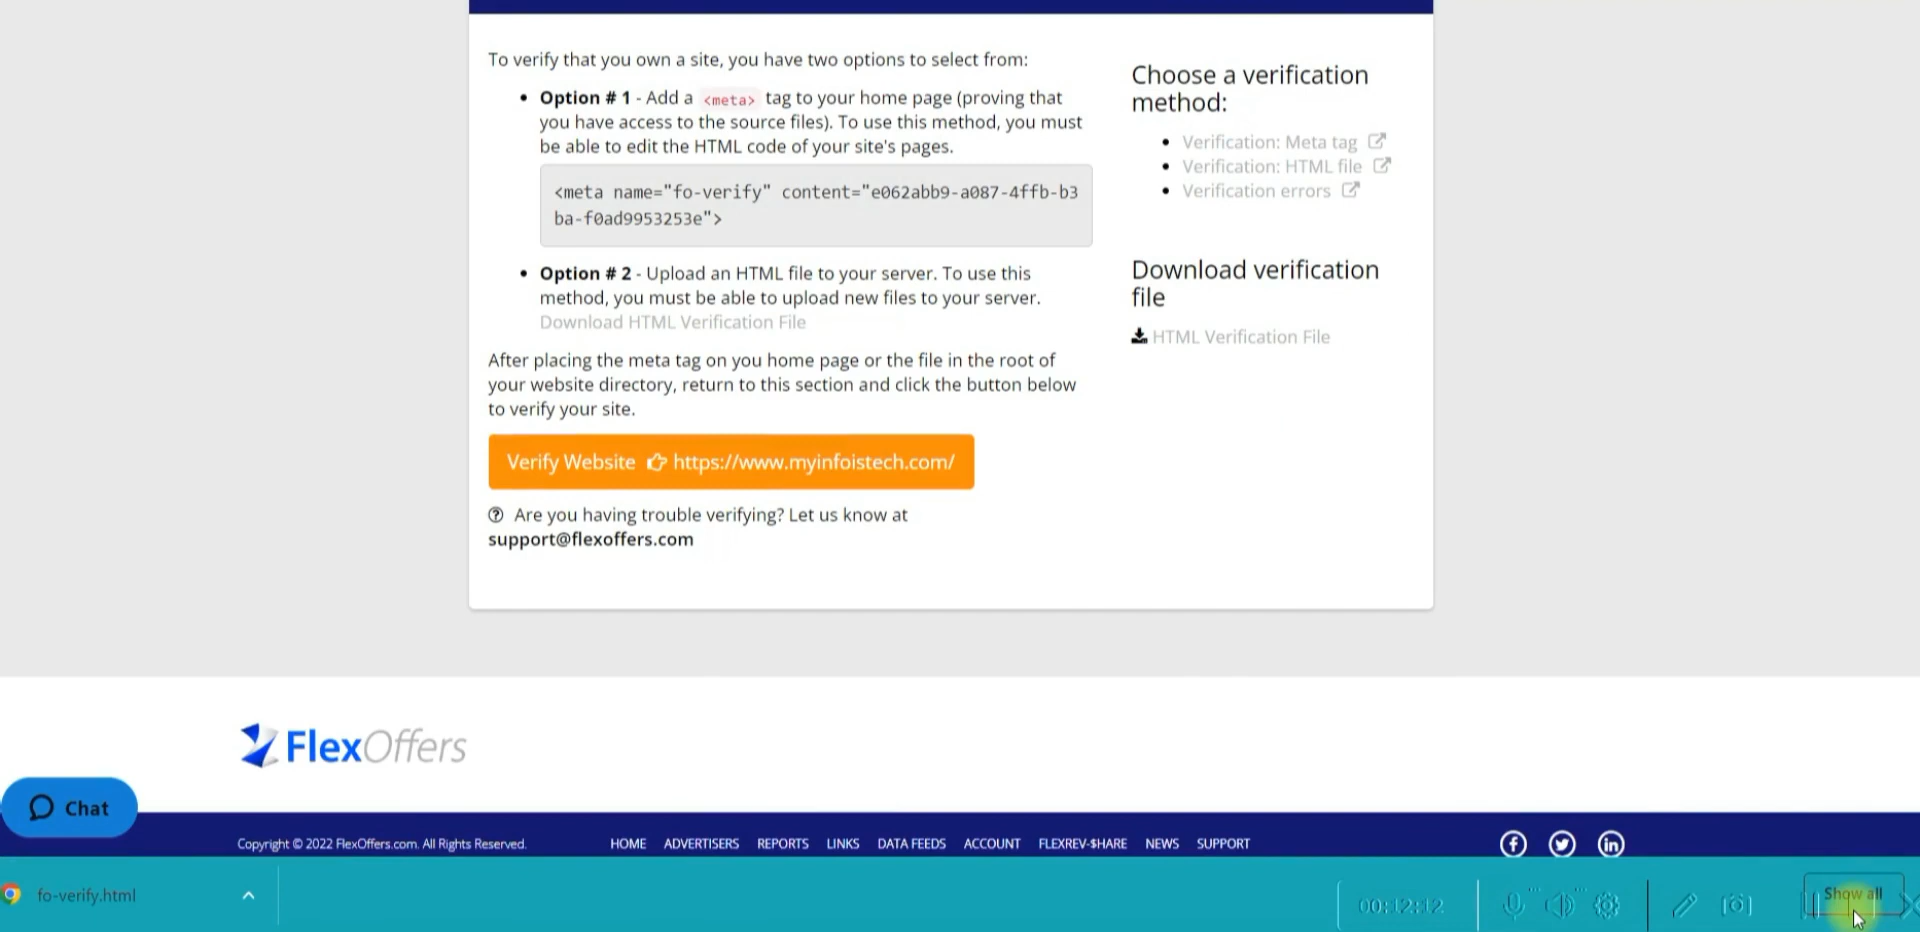 To verify that you own a site, you have two options to select from:
Option # 1 - Add a <meta> tag to your home page (proving that
you have access to the source files). To use this method, you must
be able to edit the HTML code of your site's pages.
<meta name="fo-verify" content="e062abb9-a087-4ffb-b3
ba-f0ad9953253e">
Option # 2 - Upload an HTML file to your server. To use this
method, you must be able to upload new files to your server.
Download HTML Verification File
After placing the meta tag on you home page or the file in the root of
your website directory, return to this section and click the button below
to verify your site.
Verify Website https://www.myinfoistech.com/
Are you having trouble verifying? Let us know at
support@flexoffers.com
Choose a verification
method:
Verification: Meta tag
Verification: HTML file
Verification errors
Download verification
file
HTML Verification File
FlexOffers
Chat
Copyright © 2022 FlexOffers.com. All Rights Reserved.
HOME ADVERTISERS REPORTS LINKS DATA FEEDS ACCOUNT FLEXREV-$HARE NEWS SUPPORT
fo-verify.html
00:12:12
Show all